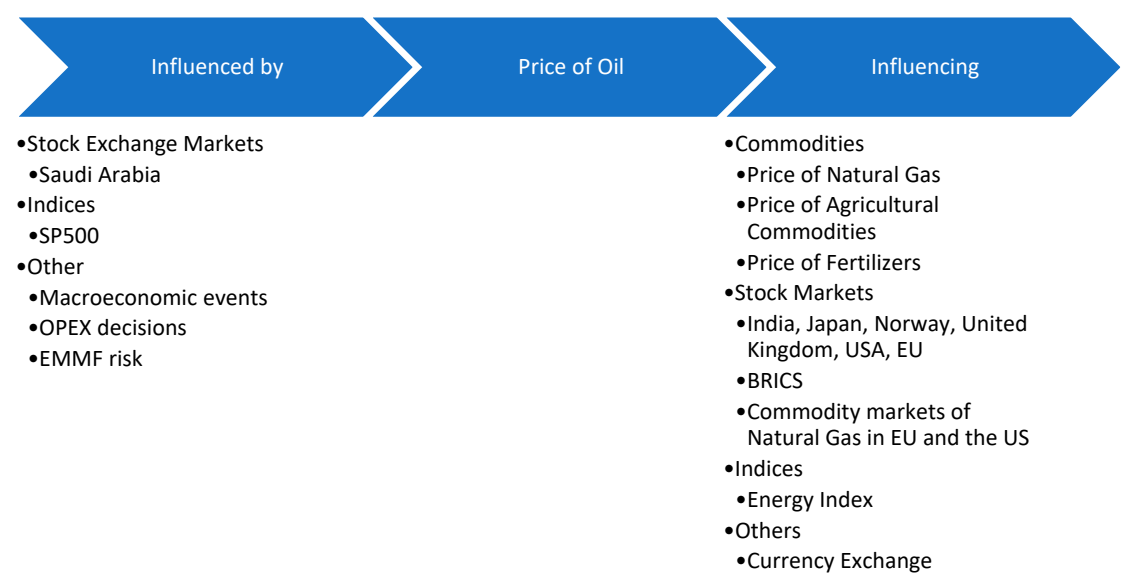 Influenced by
Price of Oil
Influencing
•Stock Exchange Markets
•Saudi Arabia
•Indices
•SP500
•Other
•Macroeconomic events
•OPEX decisions
•EMMF risk
•Commodities
•Price of Natural Gas
•Price of Agricultural
Commodities
•Price of Fertilizers
•Stock Markets
•India, Japan, Norway, United
Kingdom, USA, EU
•BRICS
•Commodity markets of
Natural Gas in EU and the US
•Indices
•Energy Index
•Others
•Currency Exchange